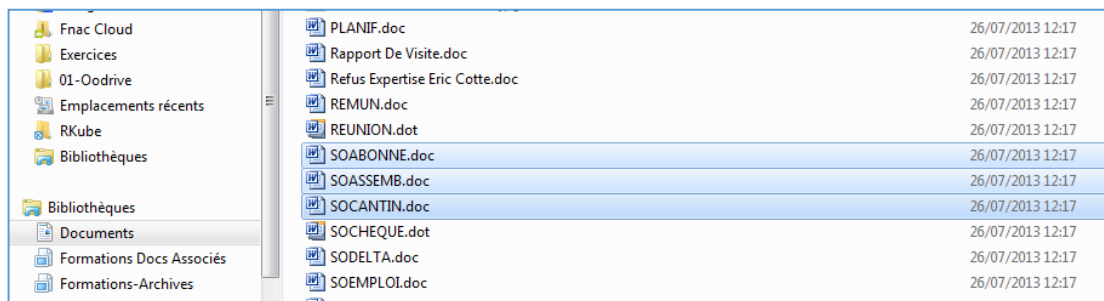 Fnac Cloud
Exercices
01-Oodrive
Emplacements récents
RKube
Bibliothèques
Bibliothèques
Documents
Formations Docs Associés
Formations-Archives
PLANIF.doc 26/07/2013 12:17
Rapport De Visite.doc 26/07/2013 12:17
Refus Expertise Eric Cotte.doc 26/07/2013 12:17
REMUN.doc 26/07/2013 12:17
REUNION.dot 26/07/2013 12:17
SOABONNE.doc 26/07/2013 12:17
SOASSEMB.doc 26/07/2013 12:17
SOCANTIN.doc 26/07/2013 12:17
SOCHEQUE.dot 26/07/2013 12:17
SODELTA.doc 26/07/2013 12:17
SOEMPLOI.doc 26/07/2013 12:17